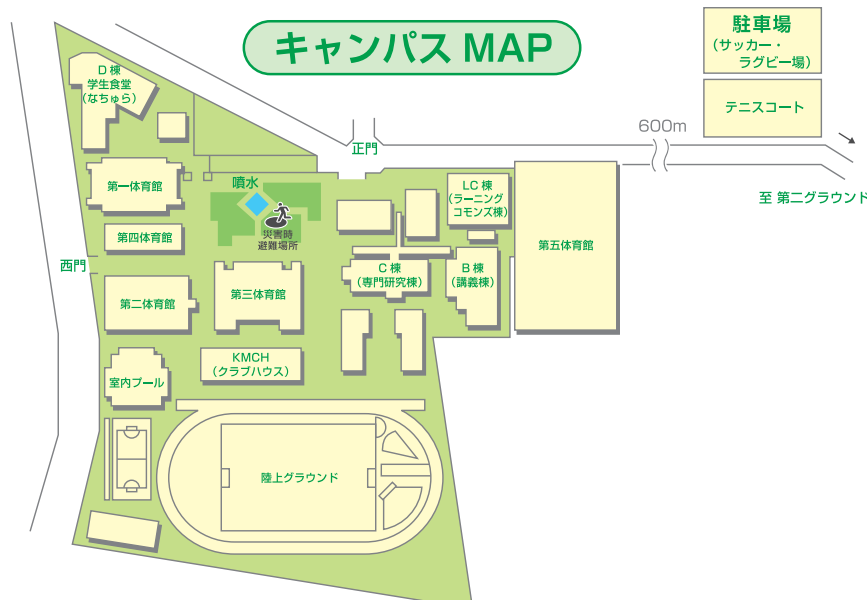 キャンパス MAP
駐車場
(サッカー・
ラグビー場)
テニスコート
600m
至 第二グラウンド
正門
D 棟
学生食堂
(なちゅら)
第一体育館
噴水
災害時
避難場所
LC 棟
(ラーニング
コモンズ棟)
第五体育館
第四体育館
西門
第二体育館
第三体育館
C 棟
(専門研究棟)
B 棟
(講義棟)
KMCH
(クラブハウス)
室内プール
陸上グラウンド